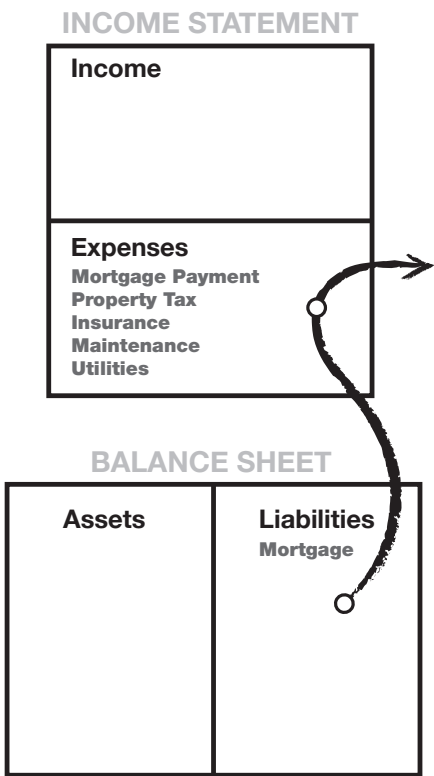 INCOME STATEMENT
Income
Expenses
Mortgage Payment
Property Tax
Insurance
Maintenance
Utilities
BALANCE SHEET
Assets
Liabilities
Mortgage